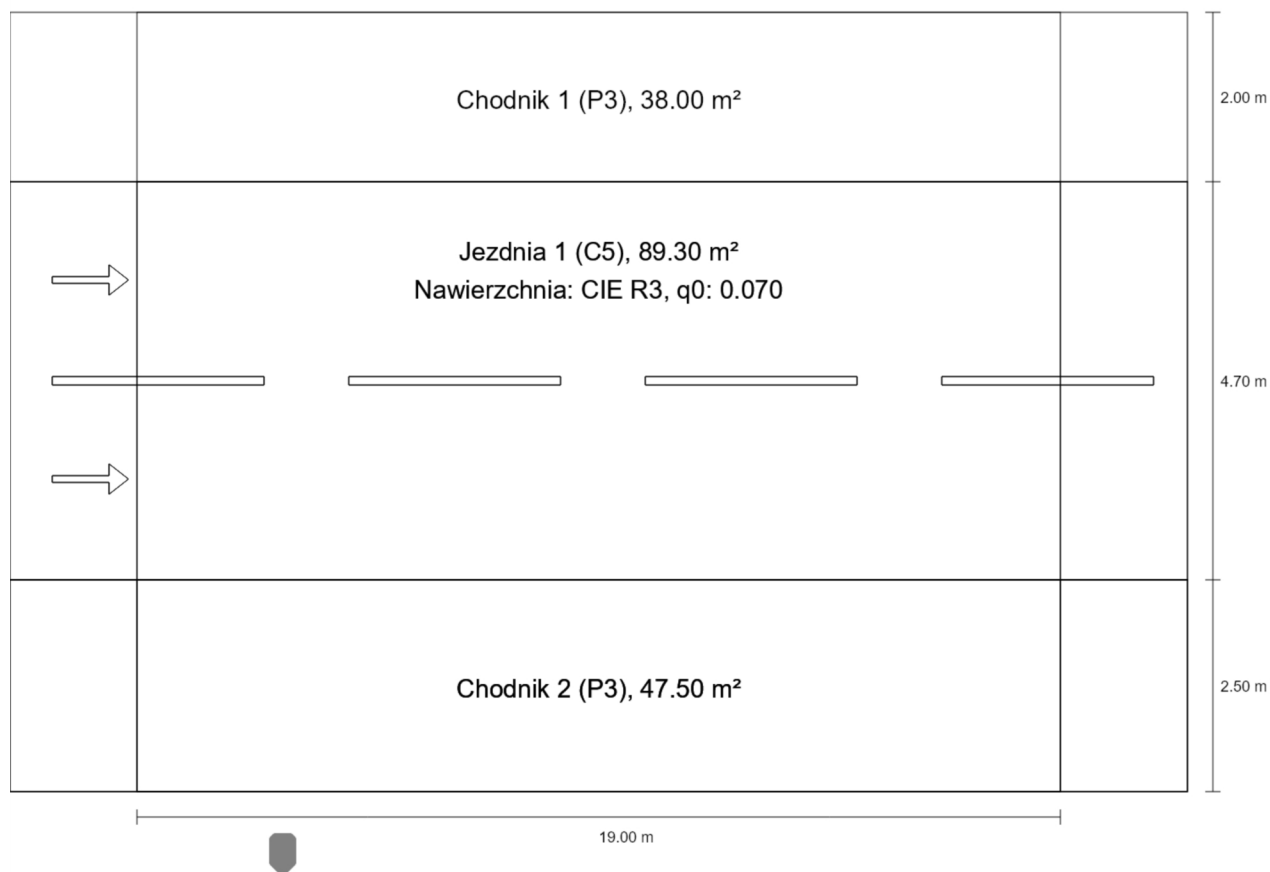 Chodnik 1 (P3), 38.00 m²
2.00 m
Jezdnia 1 (C5), 89.30 m²
Nawierzchnia: CIE R3, q0: 0.070
4.70 m
Chodnik 2 (P3), 47.50 m²
2.50 m
19.00 m